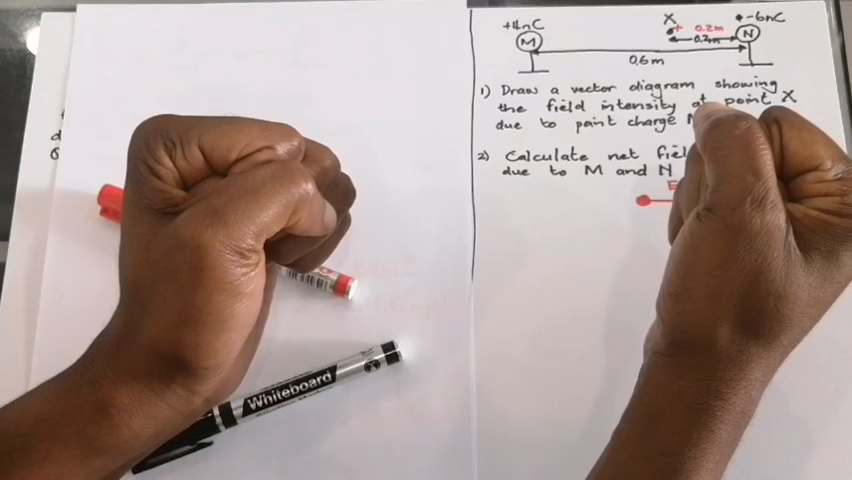 +4nC
X
-6nC
M
+ 0.2m
N
0.2m
0.6m
1) Draw a vector diagram showing
the field intensity at point X
due to point charge
2) Calculate net
due to M and N
E
Whiteboard